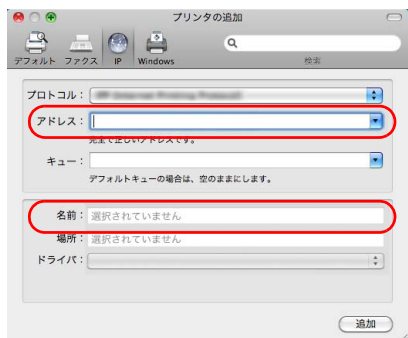 プリンタの追加
デフォルト ファクス IP Windows 検索
プロトコル：
アドレス：
完全で正しいアドレスです。
キュー：
デフォルトキューの場合は、空のままにします。
名前： 選択されていません
場所： 選択されていません
ドライバ：
追加